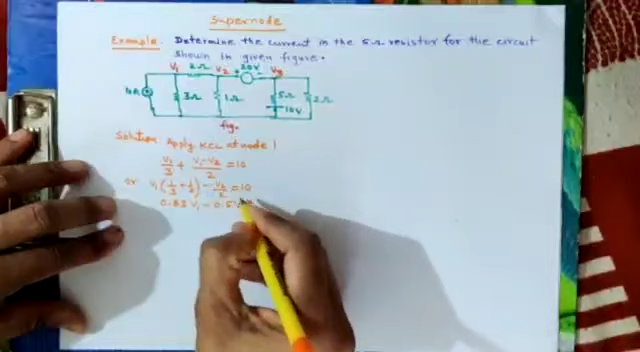 Supernode
Example. Determine the current in the 5Ω resistor for the circuit
shown in given figure.
V1 2Ω V2 20V V3
10A 3Ω 1Ω 5Ω 2Ω
10V
fig.
Solution: Apply KCL at node 1
V1/3 + V1-V2/2 = 10
or V1(1/3 + 1/2) - V2/2 = 10
0.83 V1 - 0.5